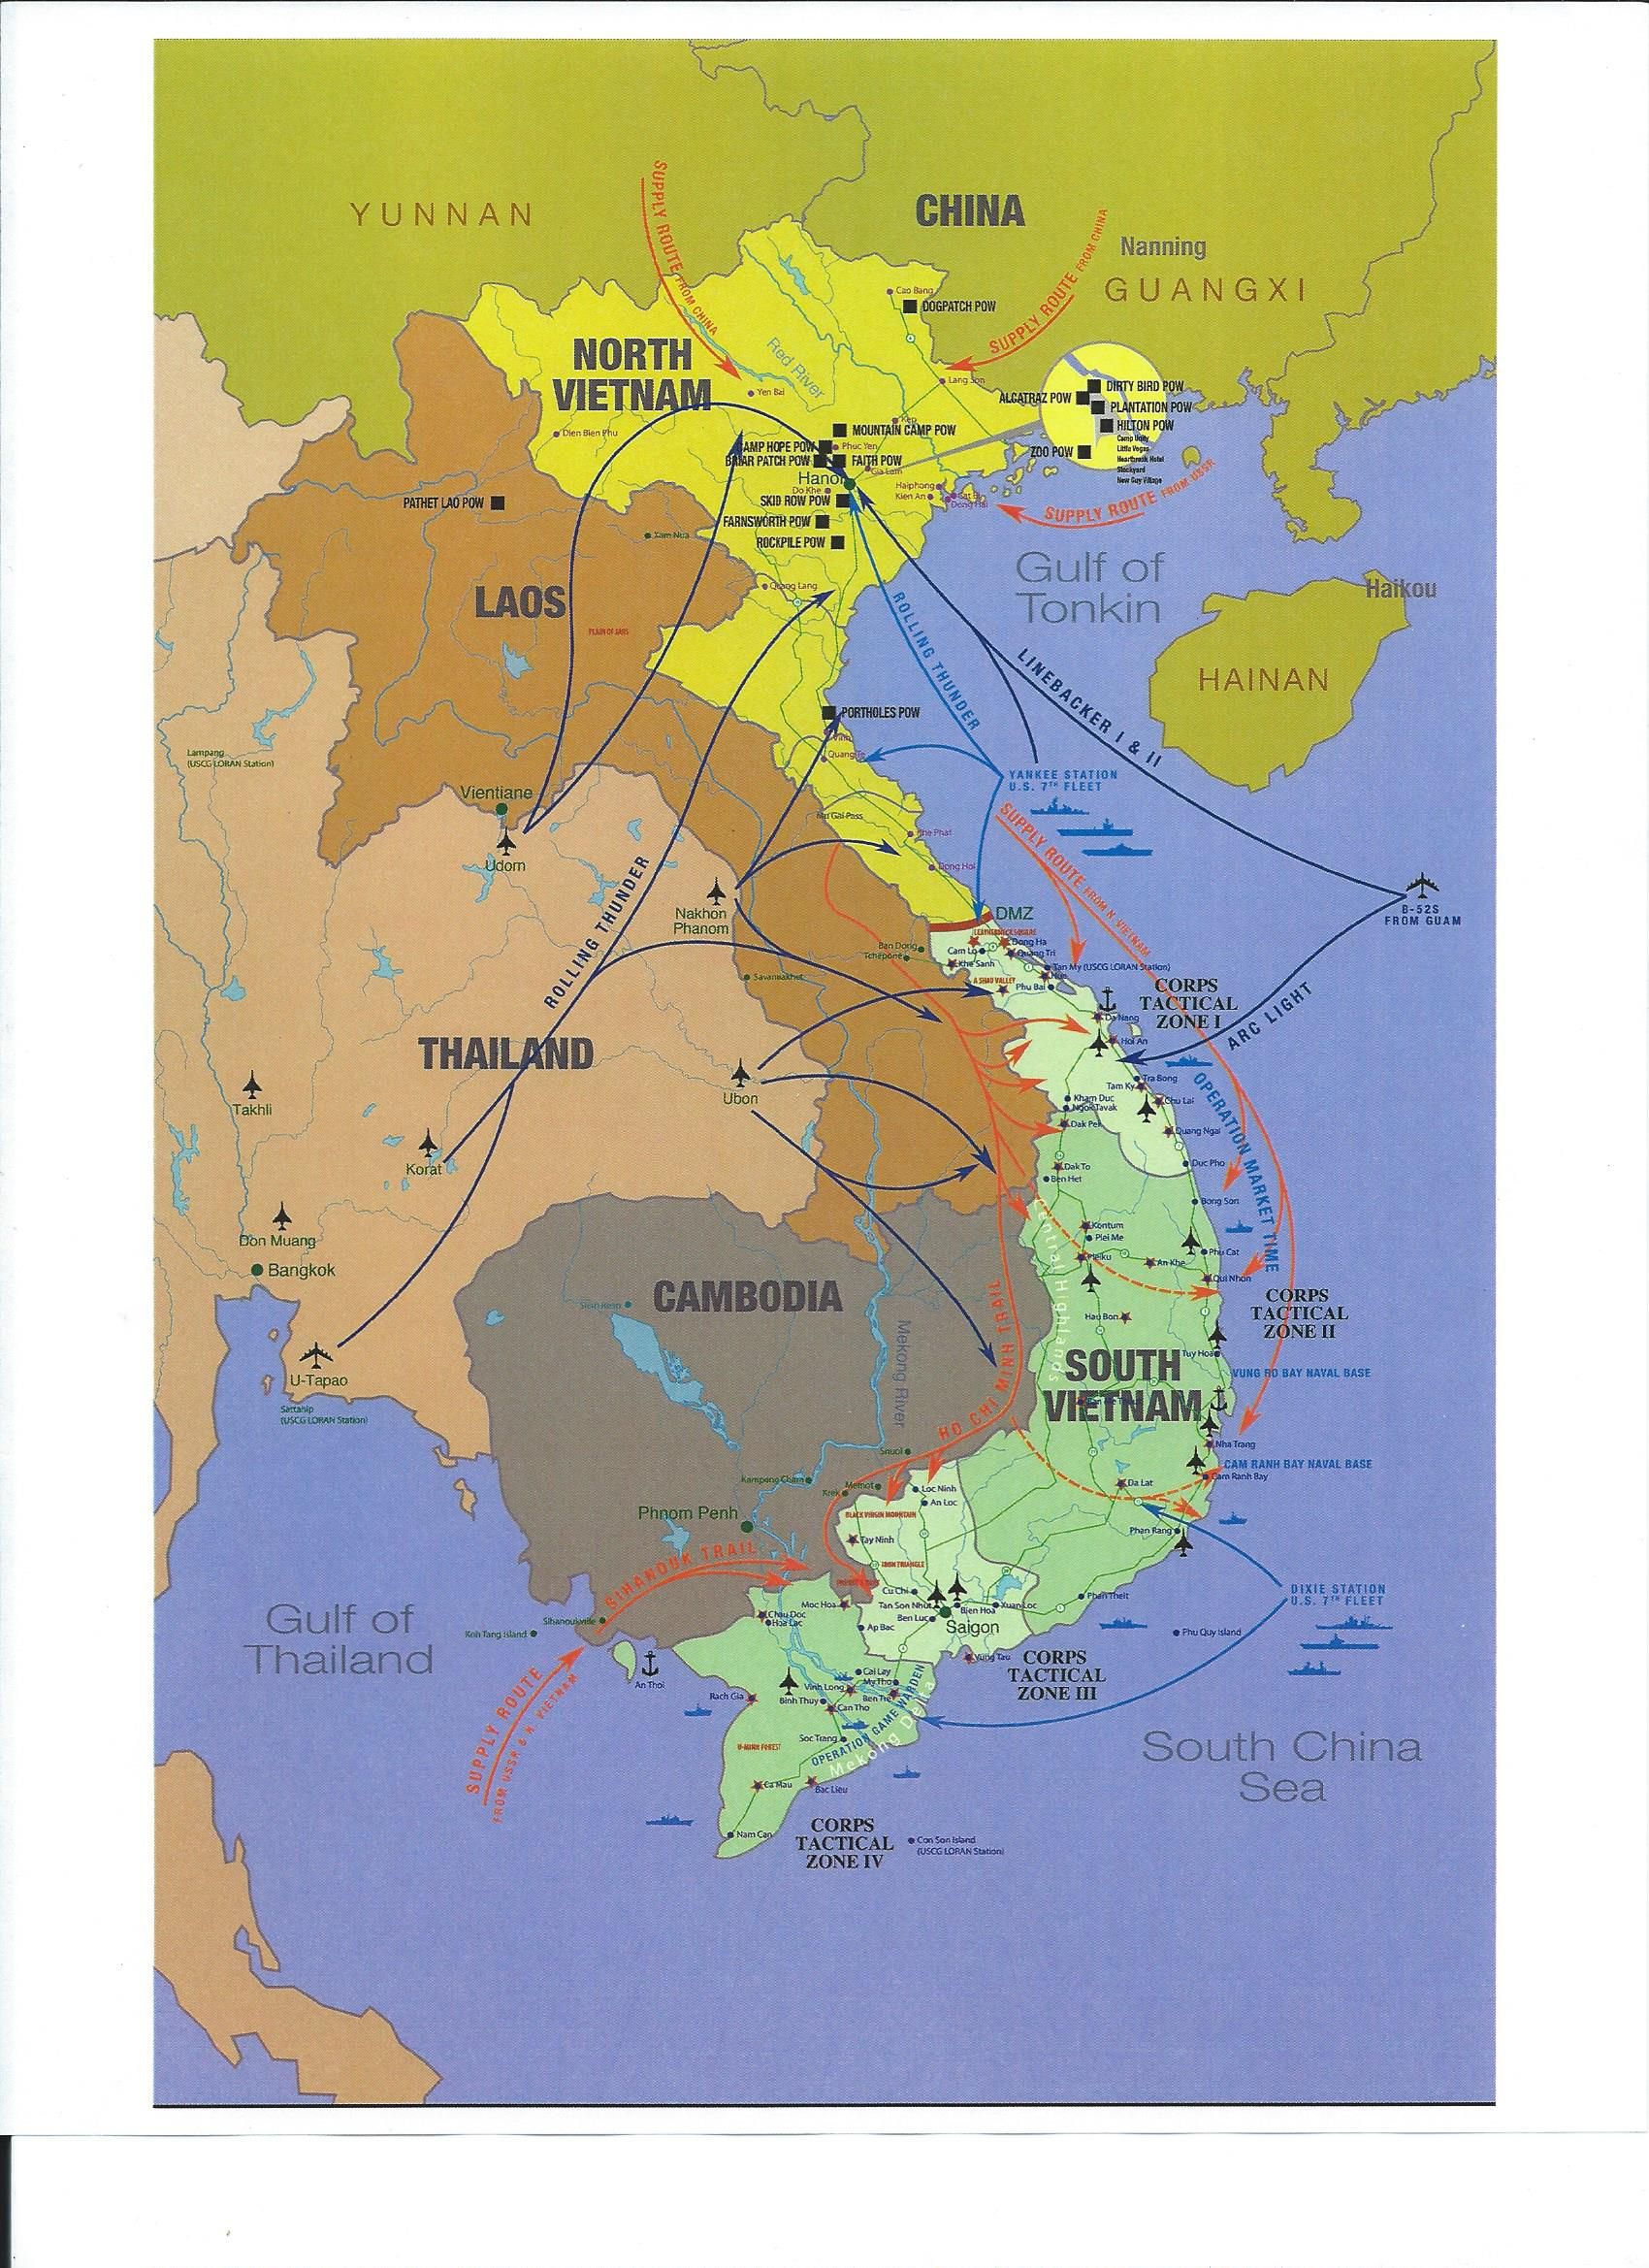 YUNNAN
CHINA
Nanning
GUANGXI
SUPPLY ROUTE FROM CHINA
SUPPLY ROUTE FROM CHINA
Cao Bang
DOGPATCH POW
NORTH
VIETNAM
Red River
Lang Son
Yen Bai
DIRTY BIRD POW
ALCATRAZ POW
PLANTATION POW
HILTON POW
Camp Unity
Little Vegas
Heartbreak Hotel
Stockyard
New Guy Village
ZOO POW
Dien Bien Phu
Kep
MOUNTAIN CAMP POW
CAMP HOPE POW
Phuc Yen
BRIAR PATCH POW
FAITH POW
Gia Lam
Hanoi
Do Khe
Haiphong
Kien An
Cat Bi
Dong Hai
SUPPLY ROUTE FROM USSR
PATHET LAO POW
SKID ROW POW
FARNSWORTH POW
ROCKPILE POW
Xam Nua
Gulf of
Tonkin
Haikou
HAINAN
Quang Lang
LAOS
PLAIN OF JARS
ROLLING THUNDER
LINEBACKER I & II
PORTHOLES POW
Vinh
Lampang
(USCG LORAN Station)
YANKEE STATION
U.S. 7TH FLEET
Vientiane
Udorn
Mu Gai Pass
Khe Phat
Dong Hoi
SUPPLY ROUTE FROM N. VIETNAM
Nakhon
Phanom
B-52S
FROM GUAM
DMZ
LEATHERNECK SQUARE
Dong Ha
Cam Lo
Quang Tri
Khe Sanh
Ban Dong
Tchepone
Tan My (USCG LORAN Station)
Hue
A SHAU VALLEY
Phu Bai
Savannakhet
ROLLING THUNDER
CORPS
TACTICAL
ZONE I
Da Nang
Hoi An
ARC LIGHT
THAILAND
Ubon
Takhli
Korat
Tra Bong
Tam Ky
Chu Lai
Kham Duc
Ngok Tavak
Dak Pek
Quang Ngai
OPERATION MARKET TIME
Duc Pho
Dak To
Ben Het
Bong Son
Don Muang
Bangkok
Central Highlands
Kontum
Plei Me
Pleiku
An Khe
Phu Cat
Qui Nhon
CORPS
TACTICAL
ZONE II
CAMBODIA
Siem Reap
Mekong River
HO CHI MINH TRAIL
Hau Bon
Tuy Hoa
SOUTH
VIETNAM
VUNG RO BAY NAVAL BASE
U-Tapao
Sattahip
(USCG LORAN Station)
Nha Trang
CAM RANH BAY NAVAL BASE
Cam Ranh Bay
Snuol
Kampong Cham
Memot
Krek
Loc Ninh
An Loc
Da Lat
Phnom Penh
BLACK VIRGIN MOUNTAIN
Tay Ninh
Phan Rang
SIHANOUK TRAIL
IRON TRIANGLE
Cu Chi
Moc Hoa
Tan Son Nhut
Bien Hoa
Xuan Loc
Ben Luc
Saigon
Phan Theit
DIXIE STATION
U.S. 7TH FLEET
Gulf of
Thailand
Sihanoukville
Koh Tang Island
Chau Doc
Hoa Lac
Ap Bac
Phu Quy Island
Vung Tau
CORPS
TACTICAL
ZONE III
An Thoi
SUPPLY ROUTE
FROM USSR & N. VIETNAM
Rach Gia
Cai Lay
My Tho
Vinh Long
Ben Tre
Binh Thuy
Can Tho
Soc Trang
OPERATION GAME WARDEN
Mekong Delta
U-MINH FOREST
Ca Mau
Bac Lieu
South China
Sea
Nam Can
CORPS
TACTICAL
ZONE IV
Con Son Island
(USCG LORAN Station)